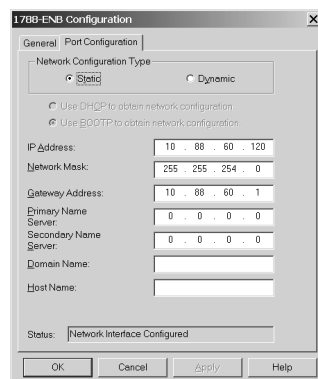 1788-ENB Configuration
General Port Configuration
Network Configuration Type
Static Dynamic
Use DHCP to obtain network configuration
Use BOOTP to obtain network configuration
IP Address: 10 . 88 . 60 . 120
Network Mask: 255 . 255 . 254 . 0
Gateway Address: 10 . 88 . 60 . 1
Primary Name
Server: 0 . 0 . 0 . 0
Secondary Name
Server: 0 . 0 . 0 . 0
Domain Name:
Host Name:
Status: Network Interface Configured
OK Cancel Apply Help